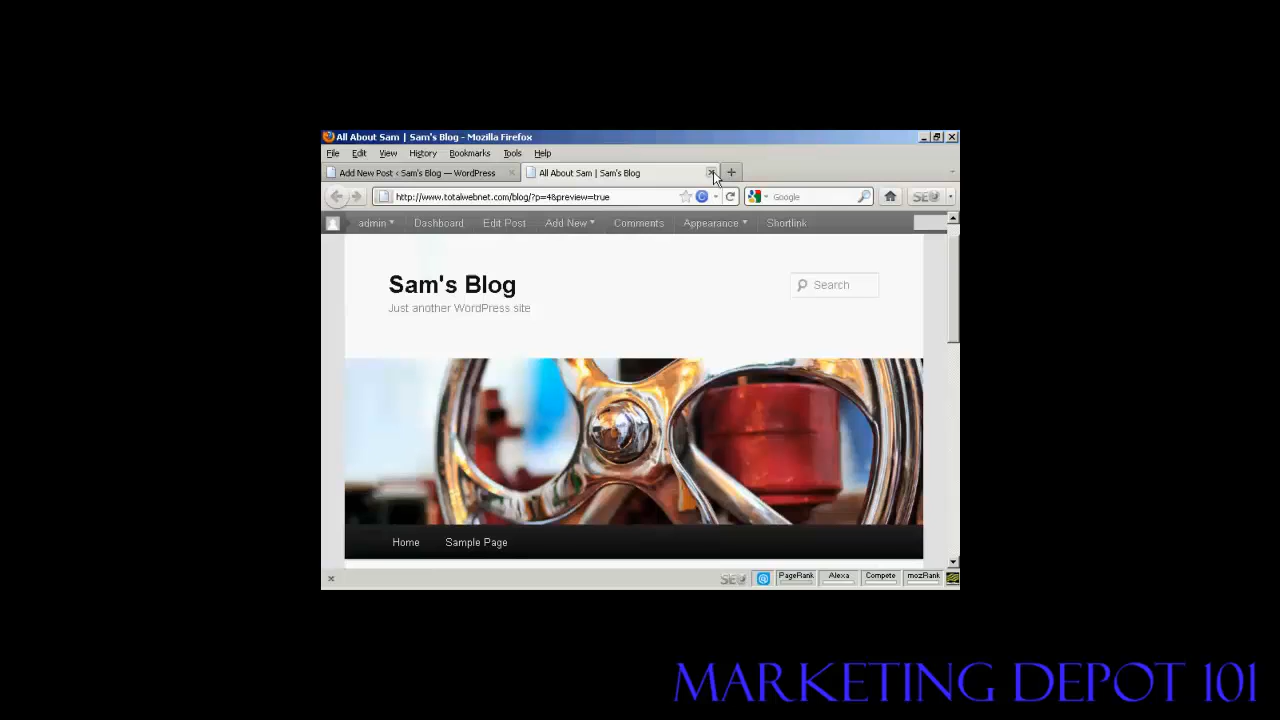 All About Sam | Sam's Blog - Mozilla Firefox
File Edit View History Bookmarks Tools Help
Add New Post ‹ Sam's Blog — WordPress All About Sam | Sam's Blog
http://www.totalwebnet.com/blog/?p=4&preview=true Google SEO
admin Dashboard Edit Post Add New Comments Appearance Shortlink
Sam's Blog
Search
Just another WordPress site
Home Sample Page
SEO PageRank Alexa Compete mozRank
MARKETING DEPOT 101